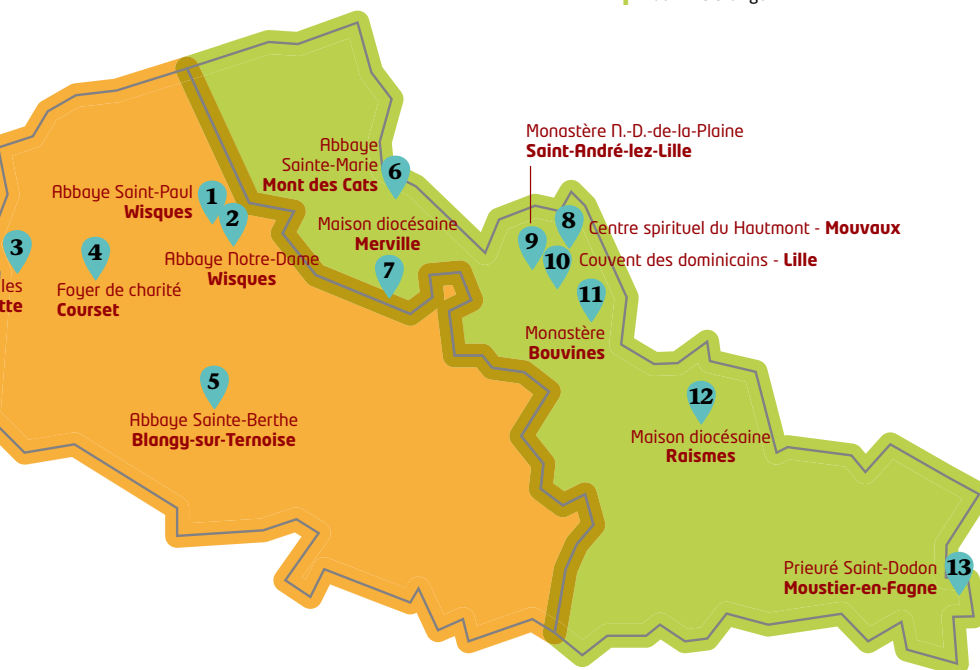 Monastère N.-D.-de-la-Plaine
Saint-André-lez-Lille
Abbaye
Sainte-Marie
Mont des Cats
6
Abbaye Saint-Paul
Wisques
1
2
Abbaye Notre-Dame
Wisques
Maison diocésaine
Merville
7
8
Centre spirituel du Hautmont - Mouvaux
9
10
Couvent des dominicains - Lille
3
les
tte
4
Foyer de charité
Courset
11
Monastère
Bouvines
5
Abbaye Sainte-Berthe
Blangy-sur-Ternoise
12
Maison diocésaine
Raismes
Prieuré Saint-Dodon
Moustier-en-Fagne
13